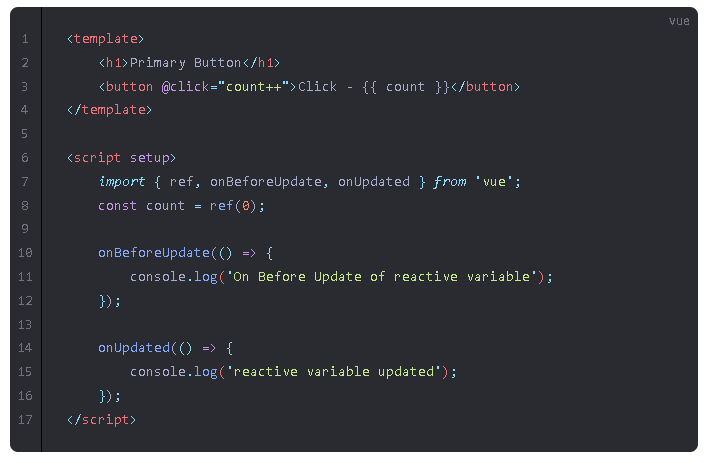 vue
1 <template>
2     <h1>Primary Button</h1>
3     <button @click="count++">Click - {{ count }}</button>
4 </template>
5
6 <script setup>
7     import { ref, onBeforeUpdate, onUpdated } from 'vue';
8     const count = ref(0);
9
10     onBeforeUpdate(() => {
11         console.log('On Before Update of reactive variable');
12     });
13
14     onUpdated(() => {
15         console.log('reactive variable updated');
16     });
17 </script>